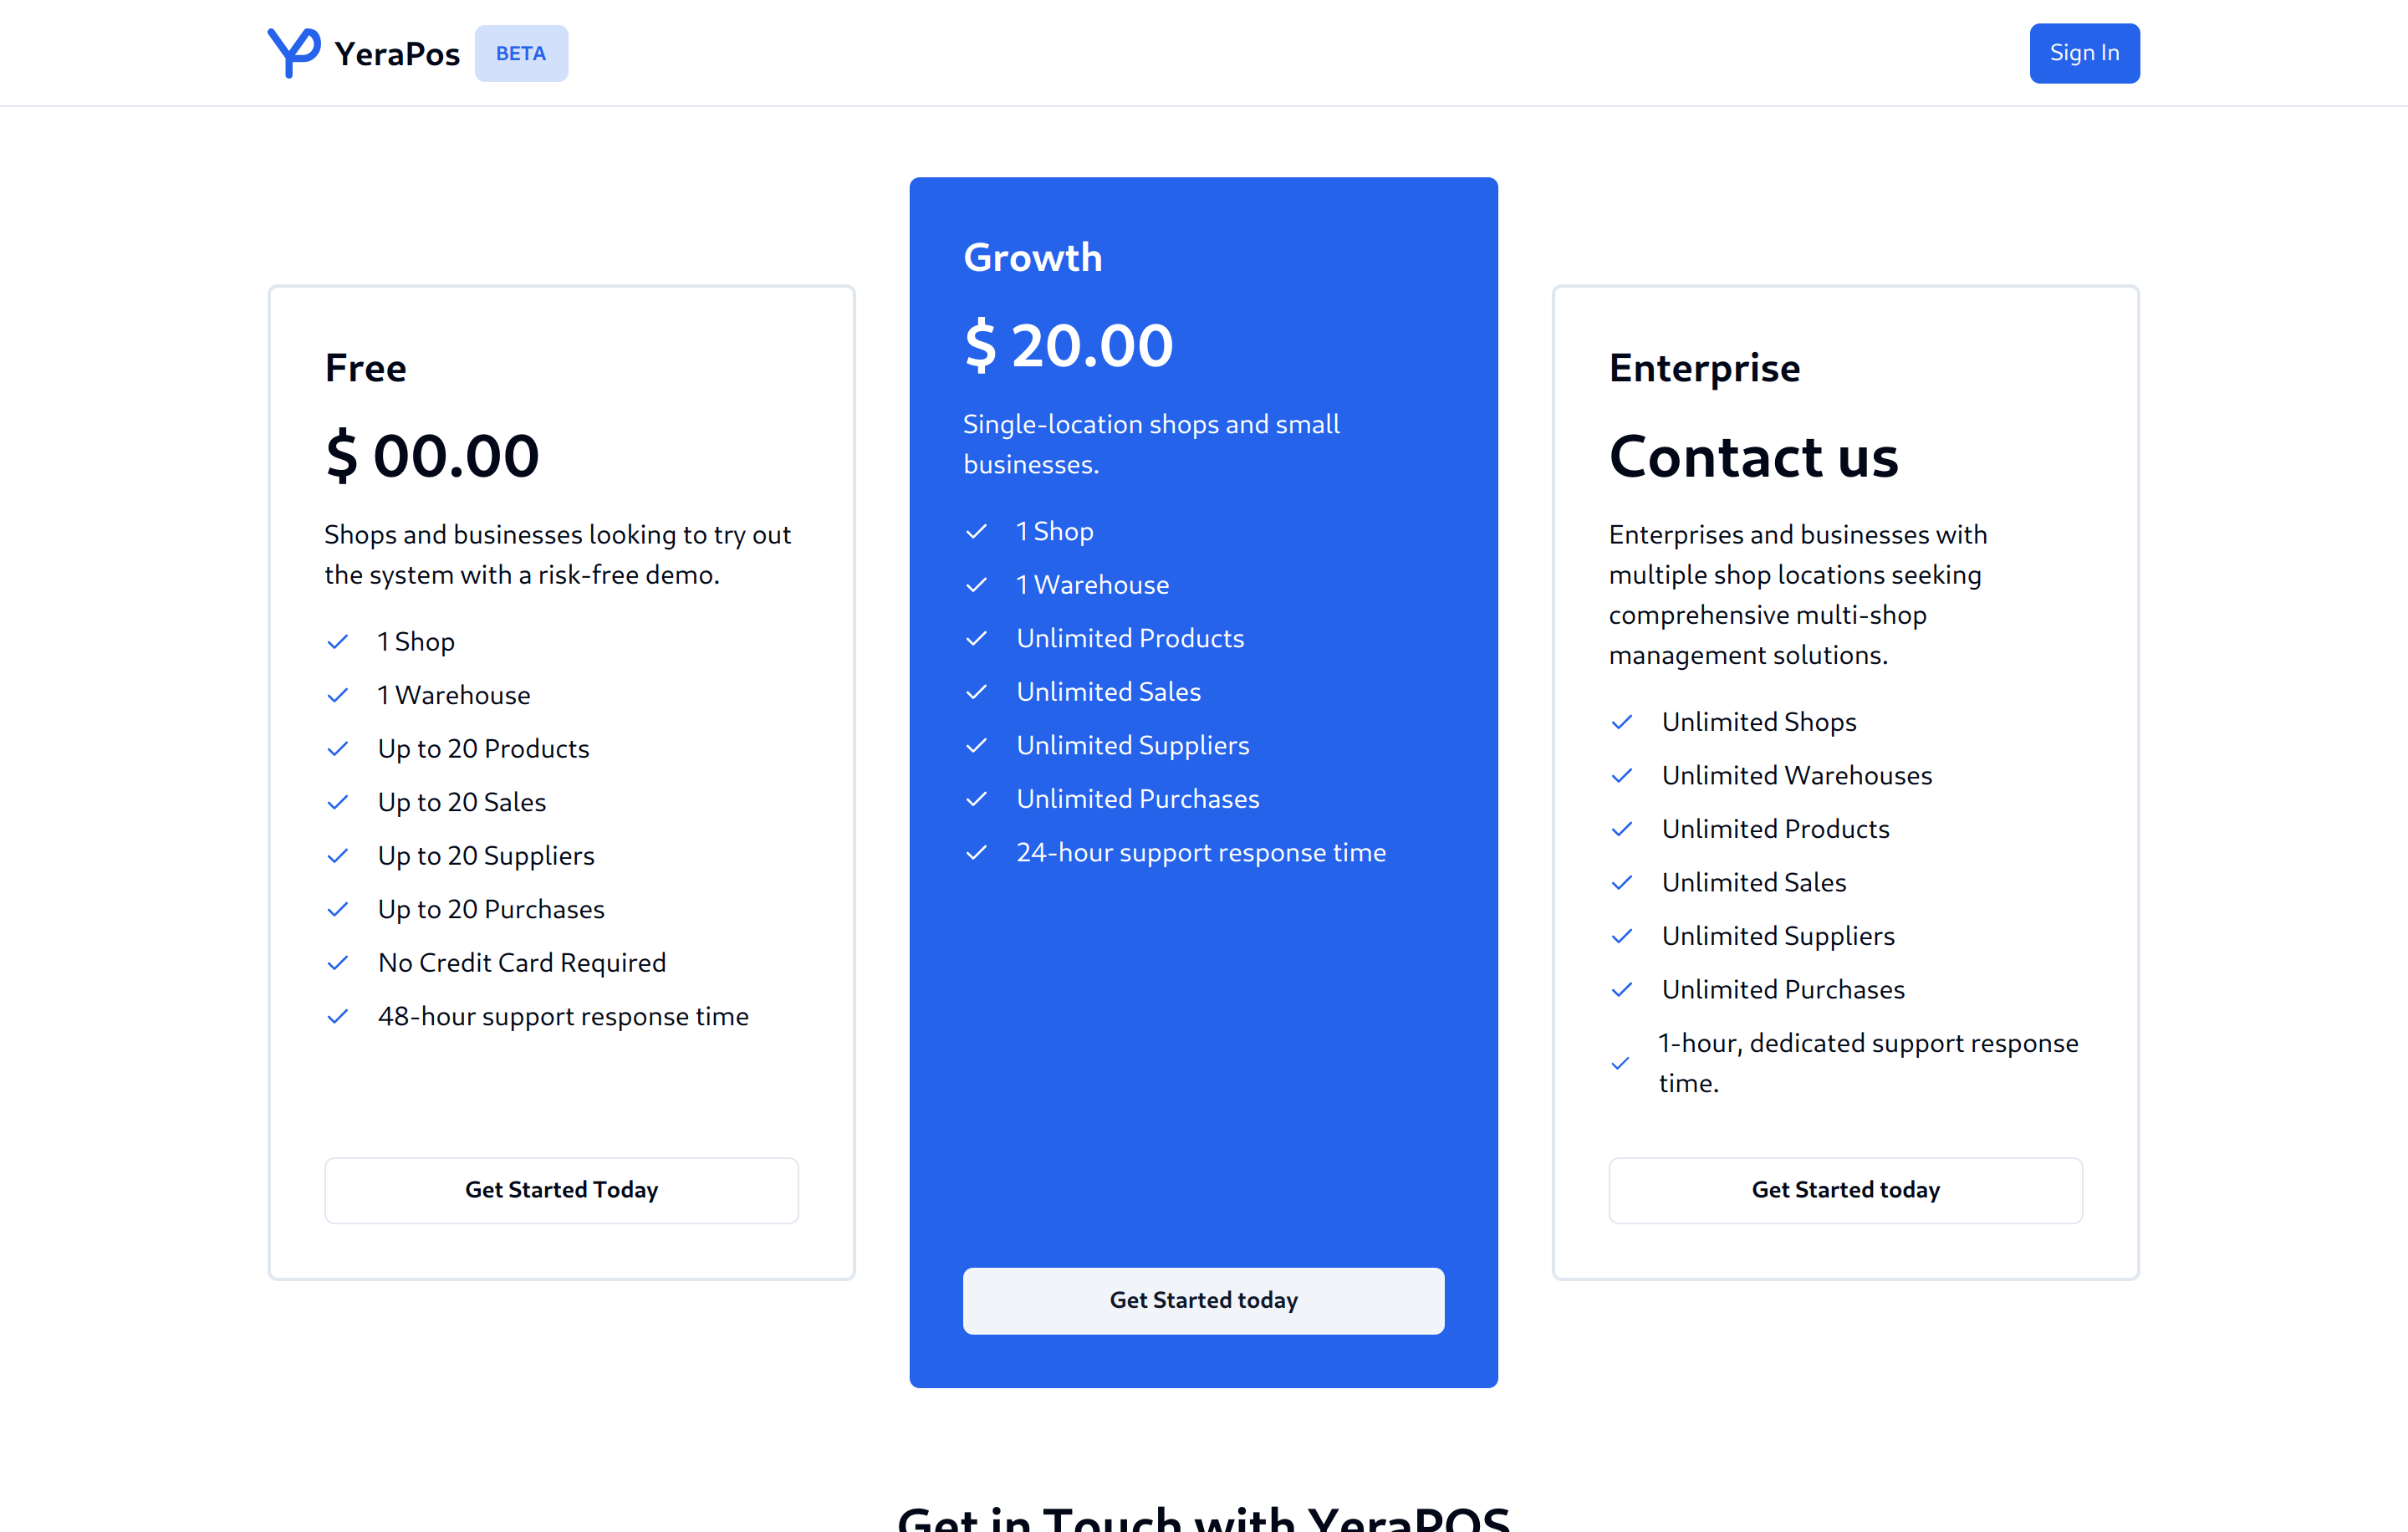 YeraPos
BETA
Sign In
Free
$ 00.00
Shops and businesses looking to try out
the system with a risk-free demo.
1 Shop
1 Warehouse
Up to 20 Products
Up to 20 Sales
Up to 20 Suppliers
Up to 20 Purchases
No Credit Card Required
48-hour support response time
Get Started Today
Growth
$ 20.00
Single-location shops and small
businesses.
1 Shop
1 Warehouse
Unlimited Products
Unlimited Sales
Unlimited Suppliers
Unlimited Purchases
24-hour support response time
Get Started today
Enterprise
Contact us
Enterprises and businesses with
multiple shop locations seeking
comprehensive multi-shop
management solutions.
Unlimited Shops
Unlimited Warehouses
Unlimited Products
Unlimited Sales
Unlimited Suppliers
Unlimited Purchases
1-hour, dedicated support response
time.
Get Started today
Get in Touch with YeraPOS